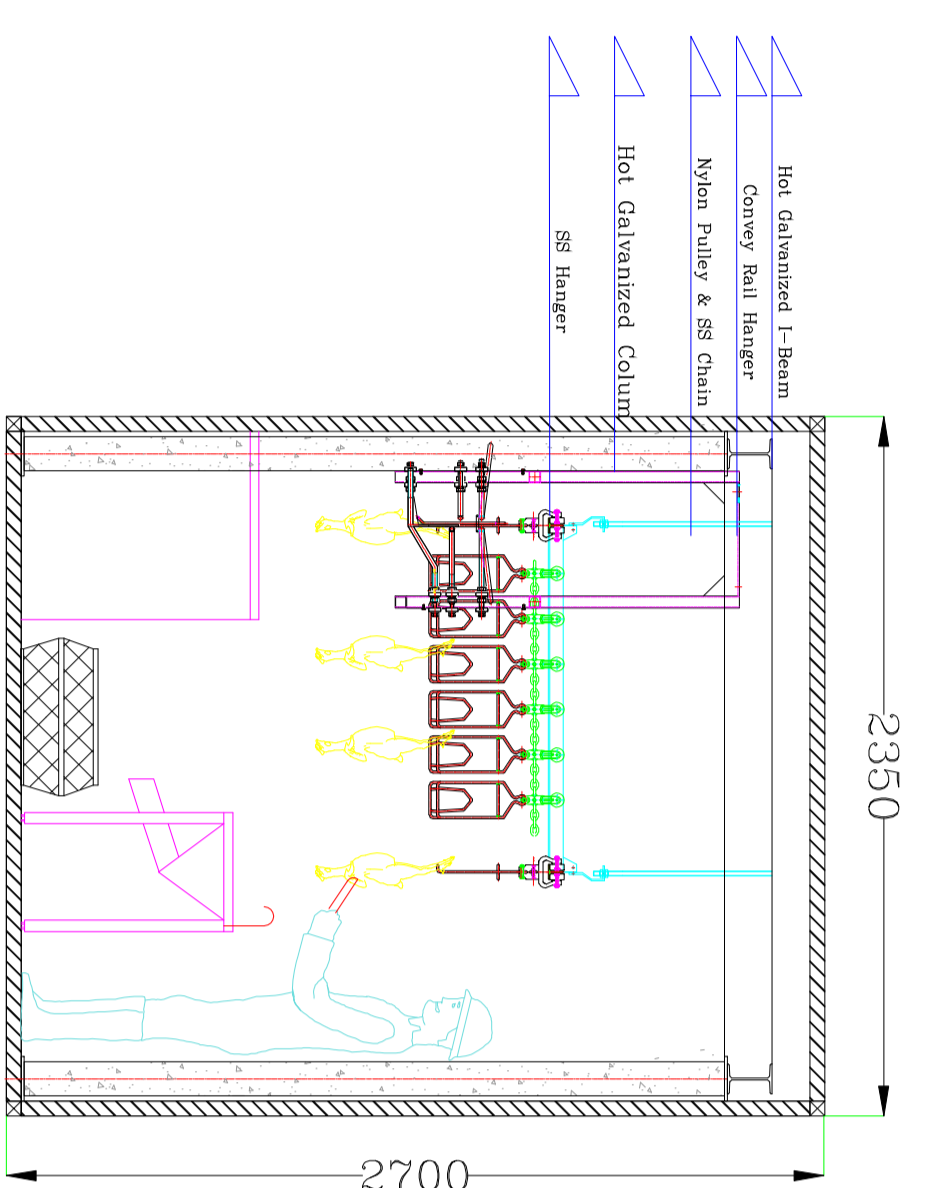 Hot Galvanized I-Beam
Convey Rail Hanger
Nylon Pulley & SS Chain
Hot Galvanized Colum
SS Hanger
2350
2700